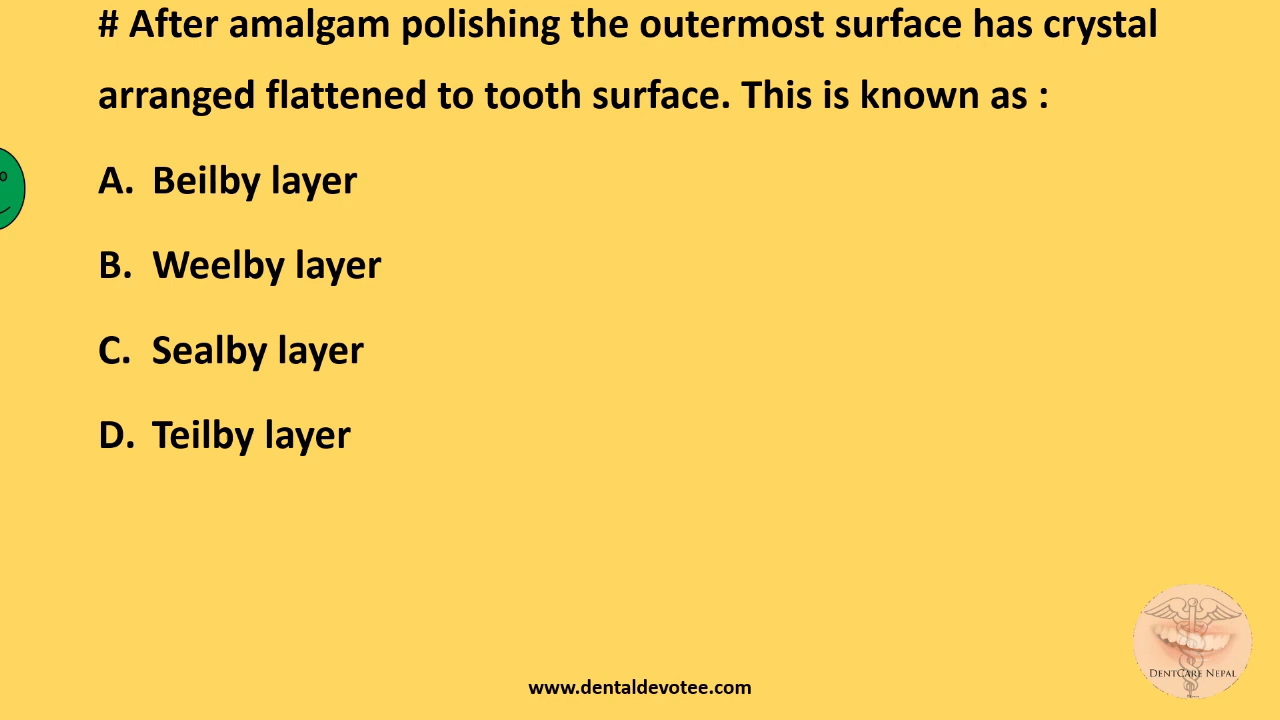 # After amalgam polishing the outermost surface has crystal
arranged flattened to tooth surface. This is known as :
A. Beilby layer
B. Weelby layer
C. Sealby layer
D. Teilby layer
DENTCARE NEPAL
www.dentaldevotee.com